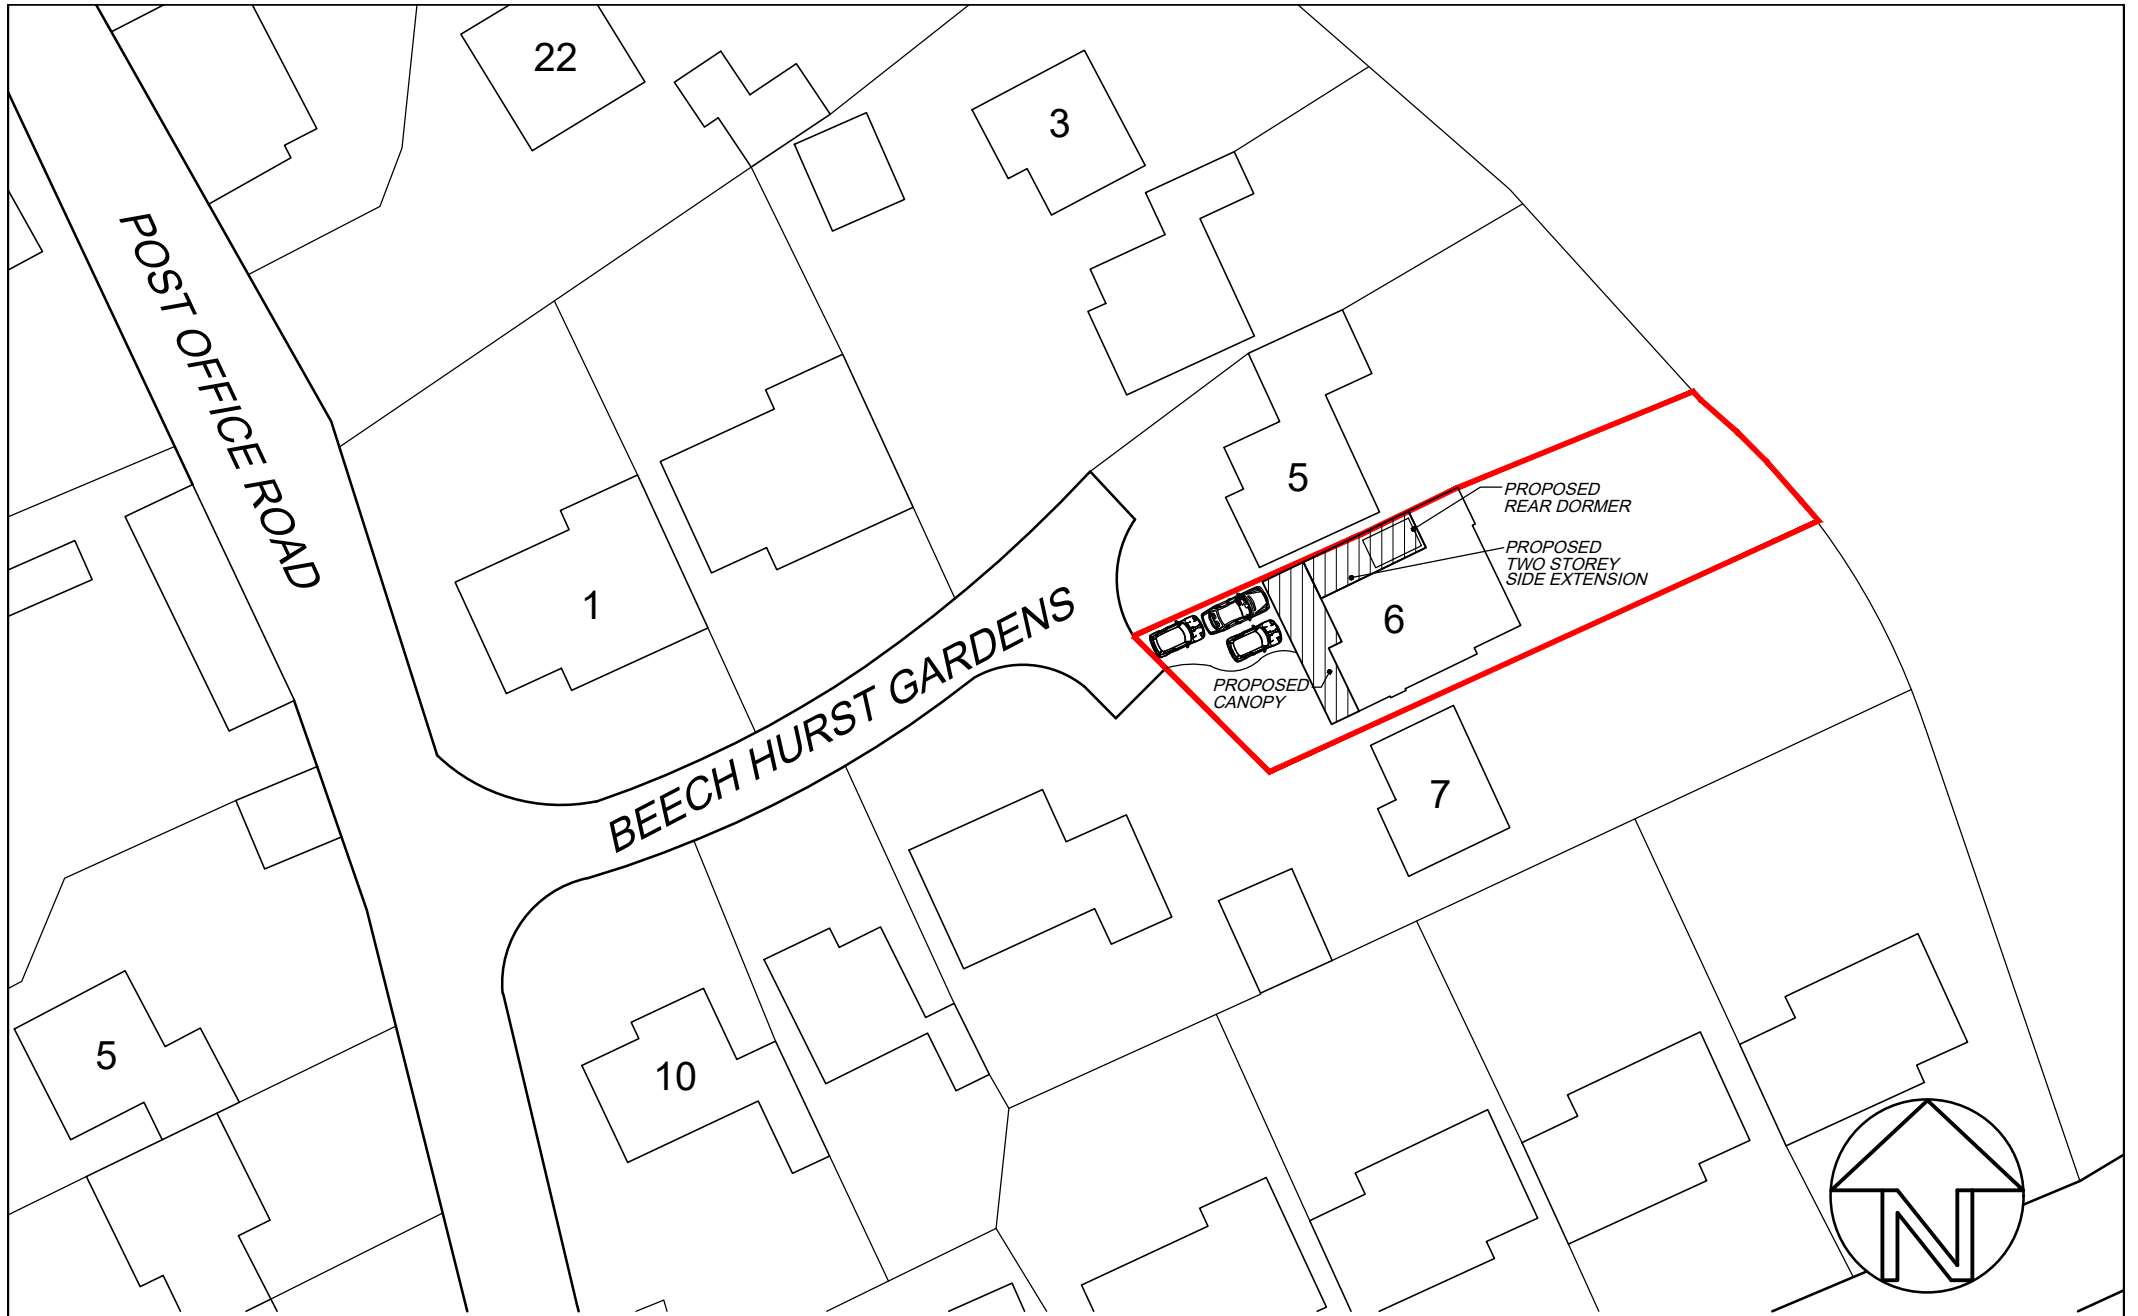 22
3
POST OFFICE ROAD
5
PROPOSED
REAR DORMER
PROPOSED
TWO STOREY
SIDE EXTENSION
1
6
BEECH HURST GARDENS
PROPOSED
CANOPY
7
5
10
N